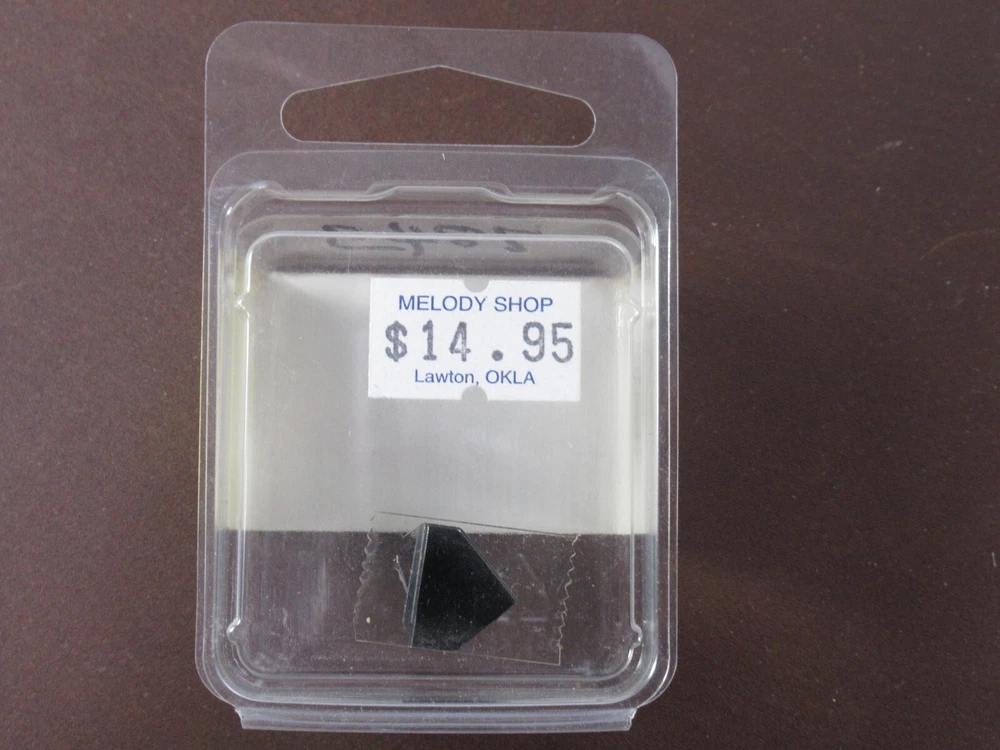 MELODY SHOP
$14.95
Lawton, OKLA